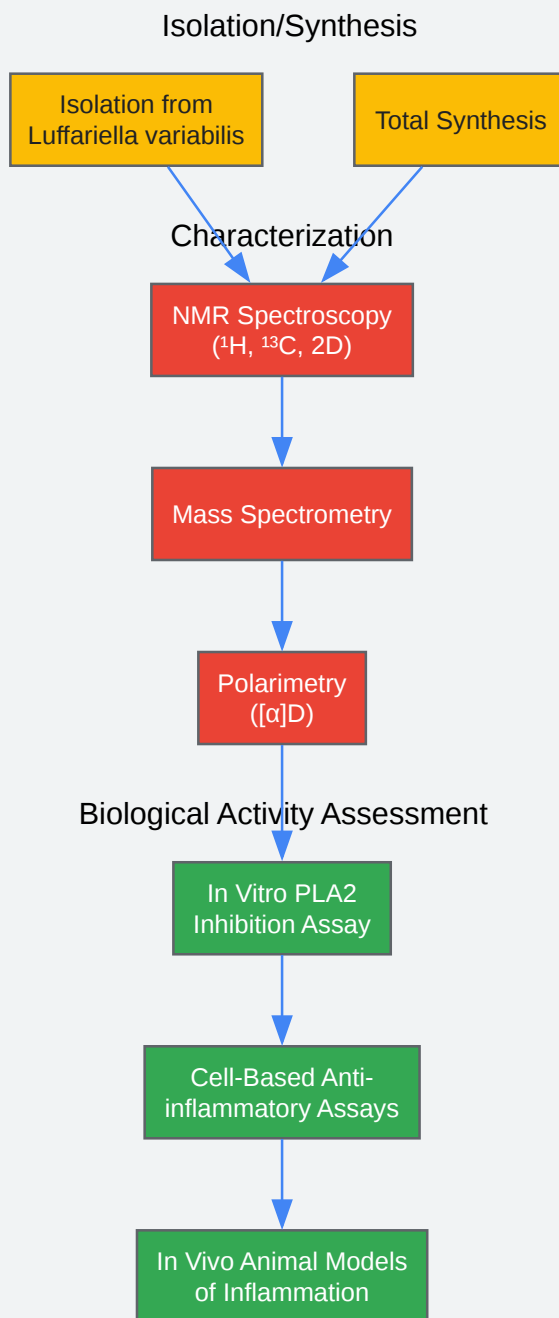 Isolation/Synthesis
Isolation from
Luffariella variabilis
Total Synthesis
Characterization
NMR Spectroscopy
(¹H, ¹³C, 2D)
Mass Spectrometry
Polarimetry
([α]D)
Biological Activity Assessment
In Vitro PLA2
Inhibition Assay
Cell-Based Anti-
inflammatory Assays
In Vivo Animal Models
of Inflammation